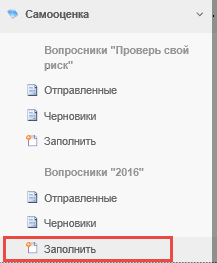 Самооценка
Вопросники "Проверь свой
риск"
Отправленные
Черновики
Заполнить
Вопросники "2016"
Отправленные
Черновики
Заполнить